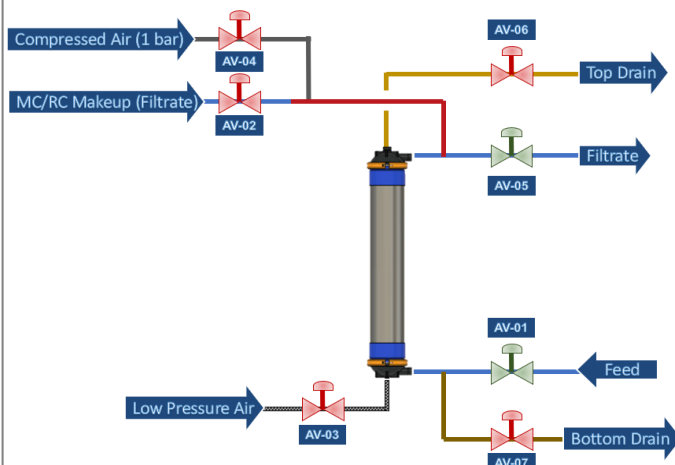 AV-06
Compressed Air (1 bar)
AV-04
Top Drain
MC/RC Makeup (Filtrate)
AV-02
Filtrate
AV-05
AV-01
Feed
Low Pressure Air
AV-03
Bottom Drain
AV-07